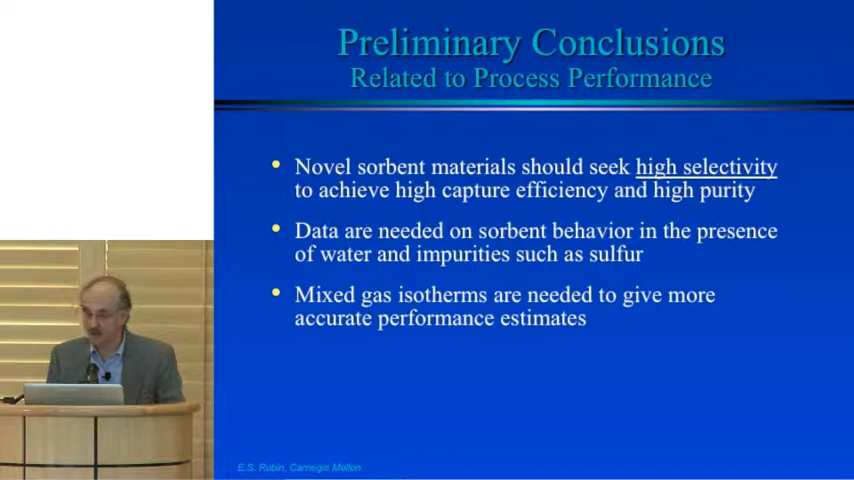 Preliminary Conclusions
Related to Process Performance
Novel sorbent materials should seek high selectivity
to achieve high capture efficiency and high purity
Data are needed on sorbent behavior in the presence
of water and impurities such as sulfur
Mixed gas isotherms are needed to give more
accurate performance estimates
E.S. Rubin, Carnegie Mellon